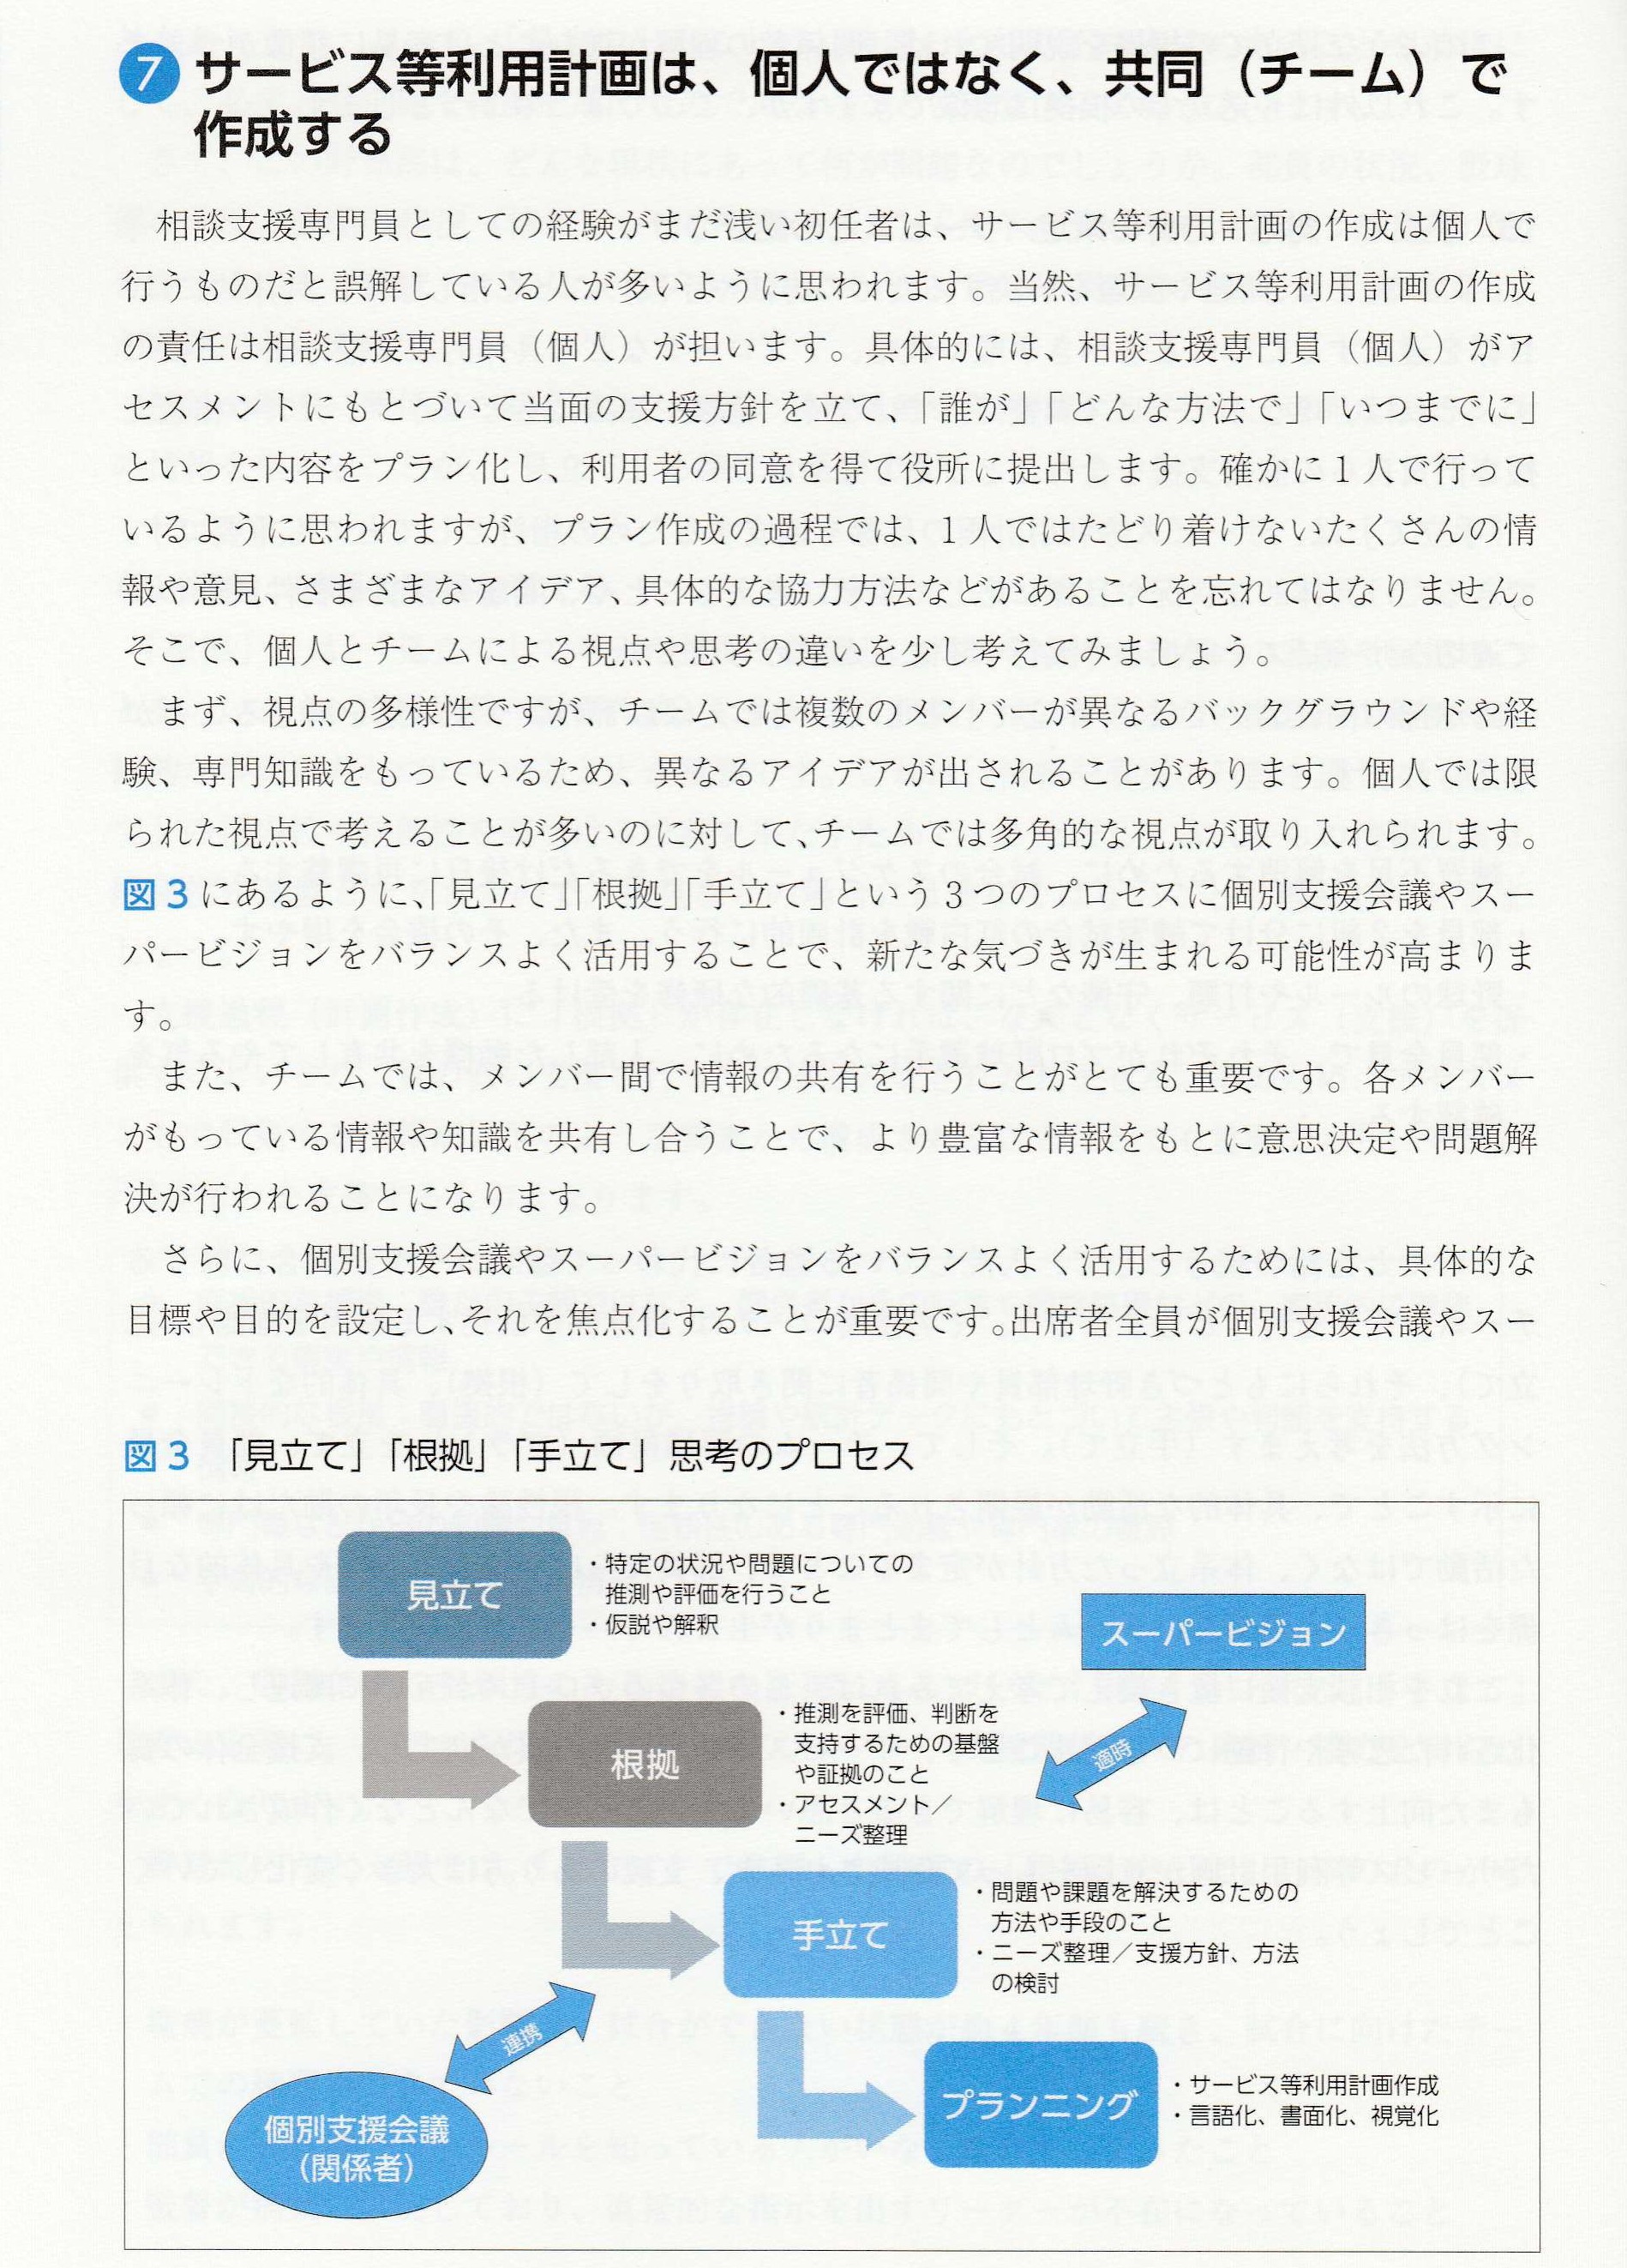 7 サービス等利用計画は、個人ではなく、共同（チーム）で
作成する
相談支援専門員としての経験がまだ浅い初任者は、サービス等利用計画の作成は個人で
行うものだと誤解している人が多いように思われます。当然、サービス等利用計画の作成
の責任は相談支援専門員（個人）が担います。具体的には、相談支援専門員（個人）がア
セスメントにもとづいて当面の支援方針を立て、「誰が」「どんな方法で」「いつまでに」
といった内容をプラン化し、利用者の同意を得て役所に提出します。確かに１人で行って
いるように思われますが、プラン作成の過程では、１人ではたどり着けないたくさんの情
報や意見、さまざまなアイデア、具体的な協力方法などがあることを忘れてはなりません。
そこで、個人とチームによる視点や思考の違いを少し考えてみましょう。
まず、視点の多様性ですが、チームでは複数のメンバーが異なるバックグラウンドや経
験、専門知識をもっているため、異なるアイデアが出されることがあります。個人では限
られた視点で考えることが多いのに対して、チームでは多角的な視点が取り入れられます。
図３にあるように、「見立て」「根拠」「手立て」という３つのプロセスに個別支援会議やスー
パービジョンをバランスよく活用することで、新たな気づきが生まれる可能性が高まりま
す。
また、チームでは、メンバー間で情報の共有を行うことがとても重要です。各メンバー
がもっている情報や知識を共有し合うことで、より豊富な情報をもとに意思決定や問題解
決が行われることになります。
さらに、個別支援会議やスーパービジョンをバランスよく活用するためには、具体的な
目標や目的を設定し、それを焦点化することが重要です。出席者全員が個別支援会議やスー
図３ 「見立て」「根拠」「手立て」思考のプロセス
見立て
・特定の状況や問題についての
推測や評価を行うこと
・仮説や解釈
スーパービジョン
適時
根拠
・推測を評価、判断を
支持するための基盤
や証拠のこと
・アセスメント／
ニーズ整理
手立て
・問題や課題を解決するための
方法や手段のこと
・ニーズ整理／支援方針、方法
の検討
連携
個別支援会議
（関係者）
プランニング
・サービス等利用計画作成
・言語化、書面化、視覚化